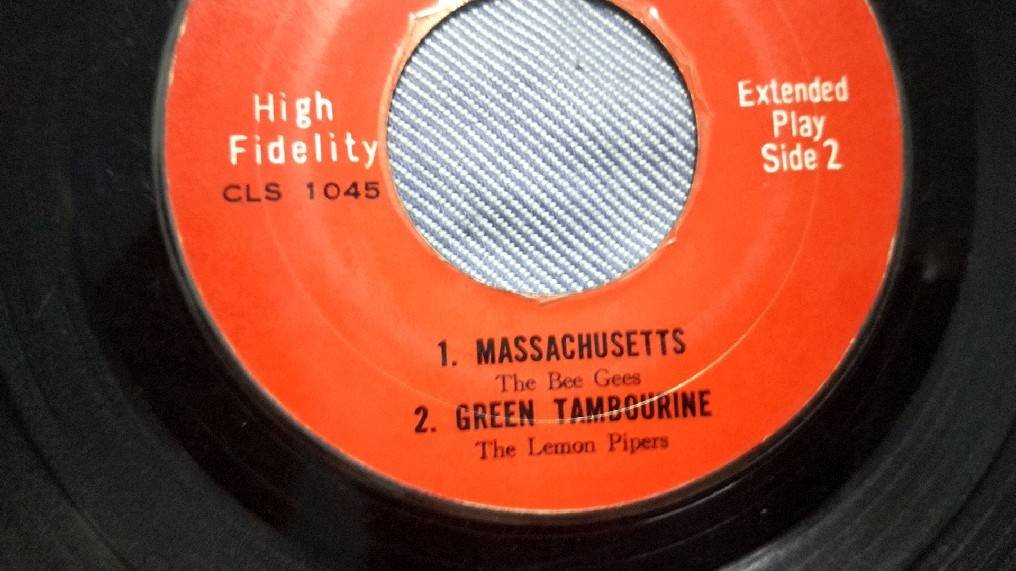 High
Fidelity
CLS 1045
Extended
Play
Side 2
1. MASSACHUSETTS
The Bee Gees
2. GREEN TAMBOURINE
The Lemon Pipers